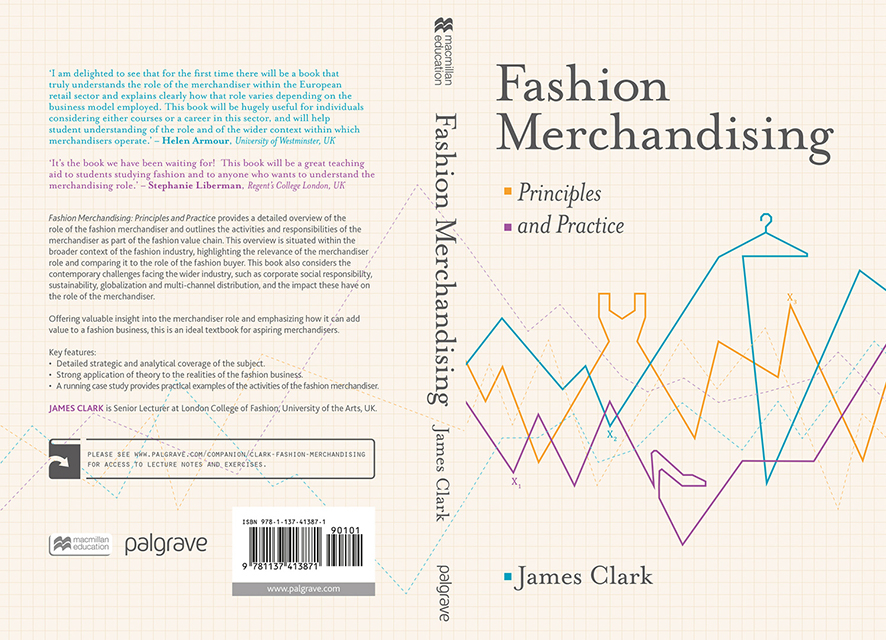 ‘I am delighted to see that for the first time there will be a book that
truly understands the role of the merchandiser within the European
retail sector and explains clearly how that role varies depending on the
business model employed. This book will be hugely useful for individuals
considering either courses or a career in this sector, and will help
student understanding of the role and of the wider context within which
merchandisers operate.’ – Helen Armour, University of Westminster, UK
‘It’s the book we have been waiting for! This book will be a great teaching
aid to students studying fashion and to anyone who wants to understand the
merchandising role.’ – Stephanie Liberman, Regent’s College London, UK
Fashion Merchandising: Principles and Practice provides a detailed overview of the
role of the fashion merchandiser and outlines the activities and responsibilities of the
merchandiser as part of the fashion value chain. This overview is situated within the
broader context of the fashion industry, highlighting the relevance of the merchandiser
role and comparing it to the role of the fashion buyer. This book also considers the
contemporary challenges facing the wider industry, such as corporate social responsibility,
sustainability, globalization and multi-channel distribution, and the impact these have on
the role of the merchandiser.
Offering valuable insight into the merchandiser role and emphasizing how it can add
value to a fashion business, this is an ideal textbook for aspiring merchandisers.
Key features:
• Detailed strategic and analytical coverage of the subject.
• Strong application of theory to the realities of the fashion business.
• A running case study provides practical examples of the activities of the fashion merchandiser.
JAMES CLARK is Senior Lecturer at London College of Fashion, University of the Arts, UK.
PLEASE SEE WWW.PALGRAVE.COM/COMPANION/CLARK-FASHION-MERCHANDISING
FOR ACCESS TO LECTURE NOTES AND EXERCISES.
macmillan
education
palgrave
ISBN 978-1-137-41387-1
90101
9 781137 413871
www.palgrave.com
macmillan
education
Fashion Merchandising
James Clark
palgrave
Fashion
Merchandising
Principles
and Practice
X₂
X₂
X₁
James Clark